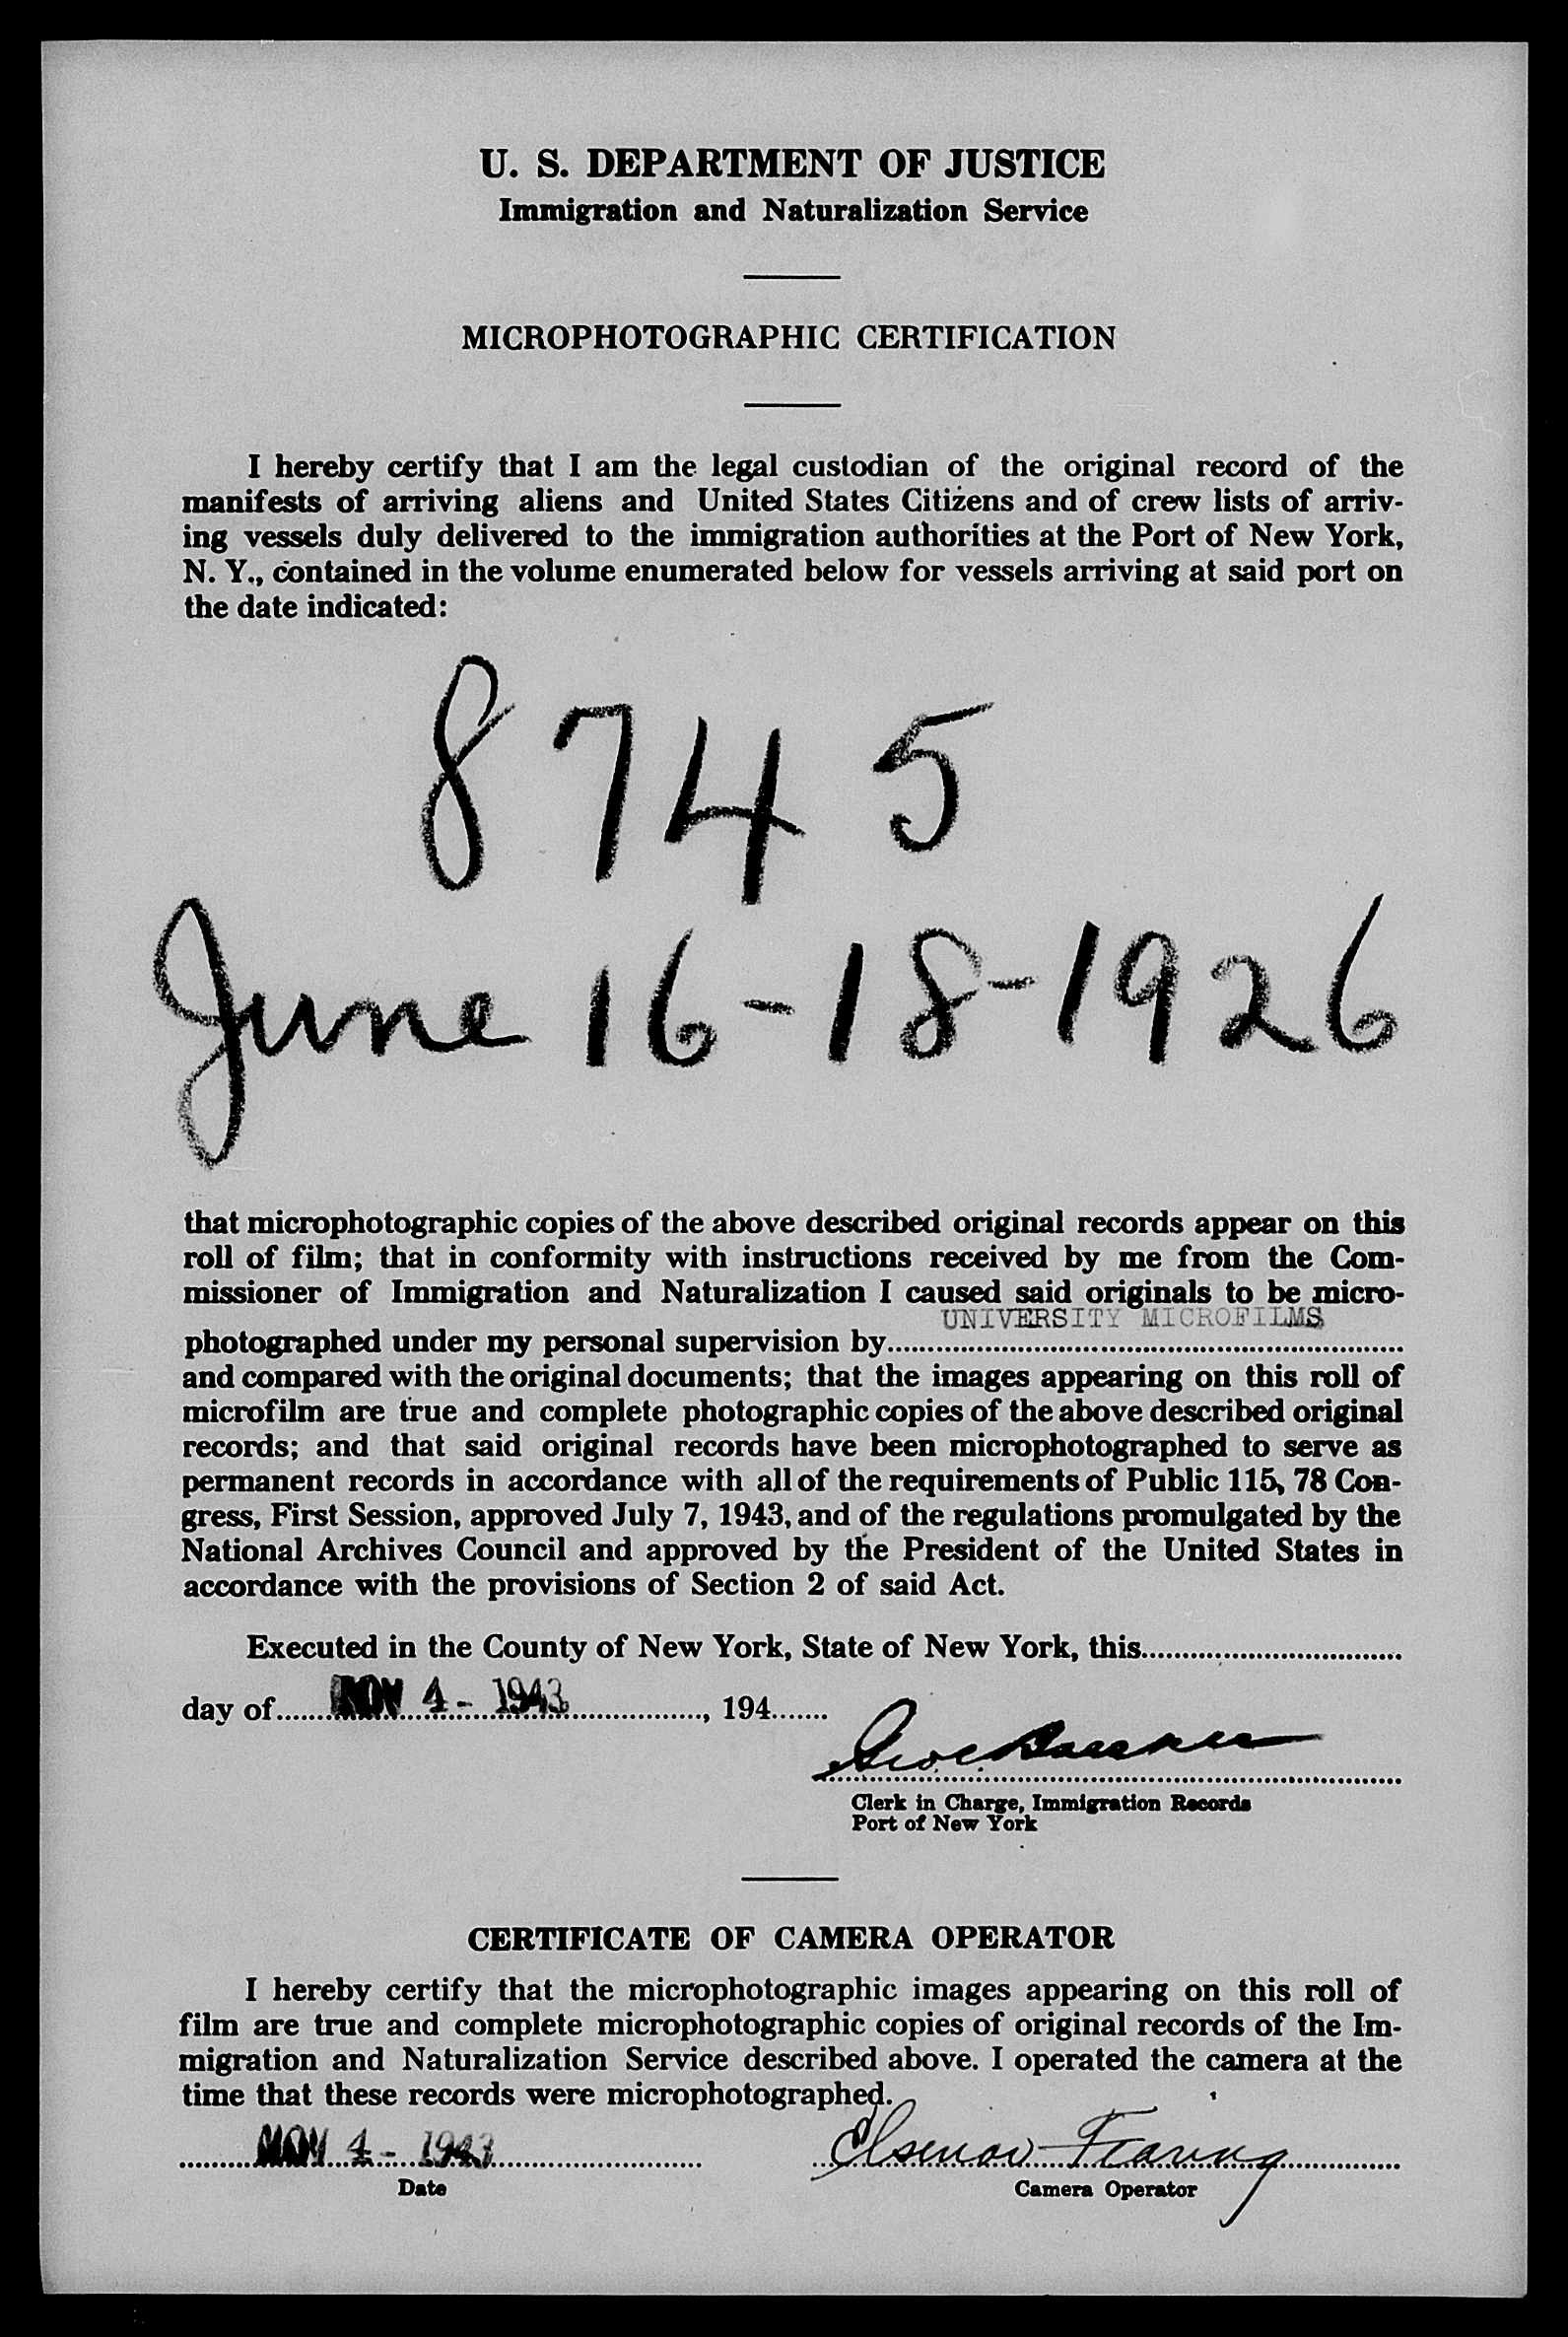 U. S. DEPARTMENT OF JUSTICE
Immigration and Naturalization Service
MICROPHOTOGRAPHIC CERTIFICATION
I hereby certify that I am the legal custodian of the original record of the
manifests of arriving aliens and United States Citizens and of crew lists of arriv-
ing vessels duly delivered to the immigration authorities at the Port of New York,
N. Y., contained in the volume enumerated below for vessels arriving at said port on
the date indicated:
8745
June 16-18-1926
that microphotographic copies of the above described original records appear on this
roll of film; that in conformity with instructions received by me from the Com-
missioner of Immigration and Naturalization I caused said originals to be micro-
UNIVERSITY MICROFILMS
photographed under my personal supervision by
and compared with the original documents; that the images appearing on this roll of
microfilm are true and complete photographic copies of the above described original
records; and that said original records have been microphotographed to serve as
permanent records in accordance with all of the requirements of Public 115, 78 Con-
gress, First Session, approved July 7, 1943, and of the regulations promulgated by the
National Archives Council and approved by the President of the United States in
accordance with the provisions of Section 2 of said Act.
Executed in the County of New York, State of New York, this
day of NOV 4 - 1943, 194
Clerk in Charge, Immigration Records
Port of New York
CERTIFICATE OF CAMERA OPERATOR
I hereby certify that the microphotographic images appearing on this roll of
film are true and complete microphotographic copies of original records of the Im-
migration and Naturalization Service described above. I operated the camera at the
time that these records were microphotographed.
NOV 4 - 1943
Date
Camera Operator